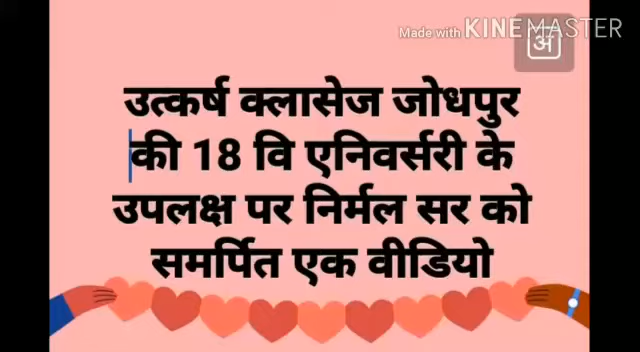 Made with KINEMASTER
अ
उत्कर्ष क्लासेज जोधपुर
की 18 वि एनिवर्सरी के
उपलक्ष पर निर्मल सर को
समर्पित एक वीडियो